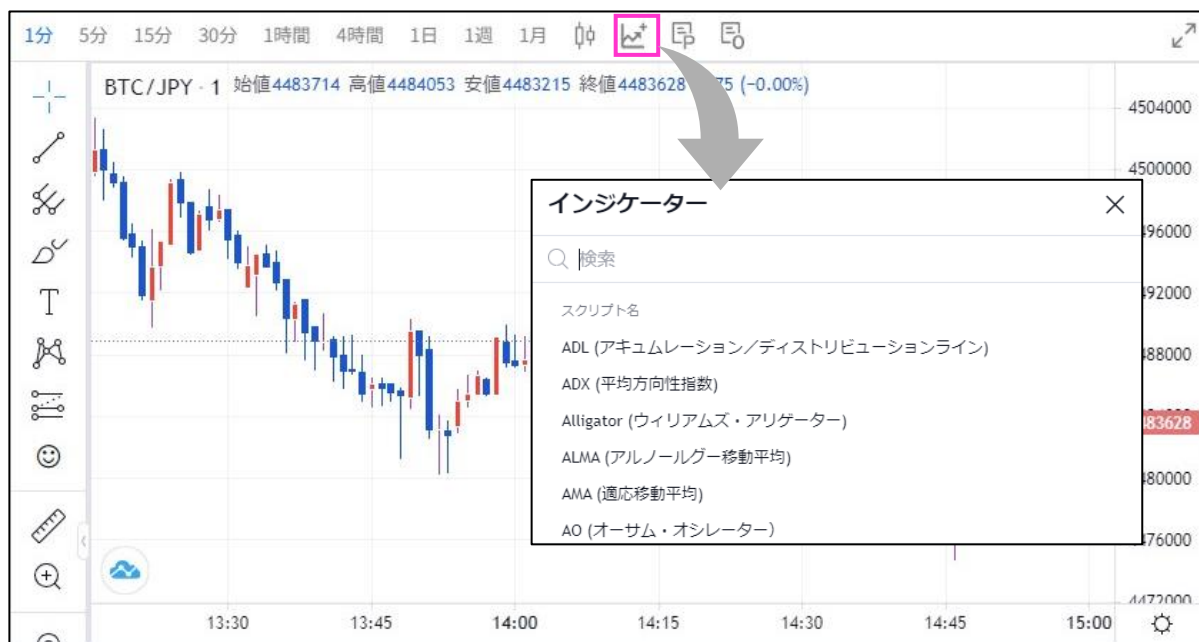 1分 5分 15分 30分 1時間 4時間 1日 1週 1月
BTC/JPY · 1 始値4483714 高値4484053 安値4483215 終値4483628 75 (-0.00%)
4504000
4500000
96000
92000
88000
83628
80000
76000
4472000
T
インジケーター
検索
スクリプト名
ADL (アキュムレーション／ディストリビューションライン)
ADX (平均方向性指数)
Alligator (ウィリアムズ・アリゲーター)
ALMA (アルノールグー移動平均)
AMA (適応移動平均)
AO (オーサム・オシレーター）
13:30 13:45 14:00 14:15 14:30 14:45 15:00